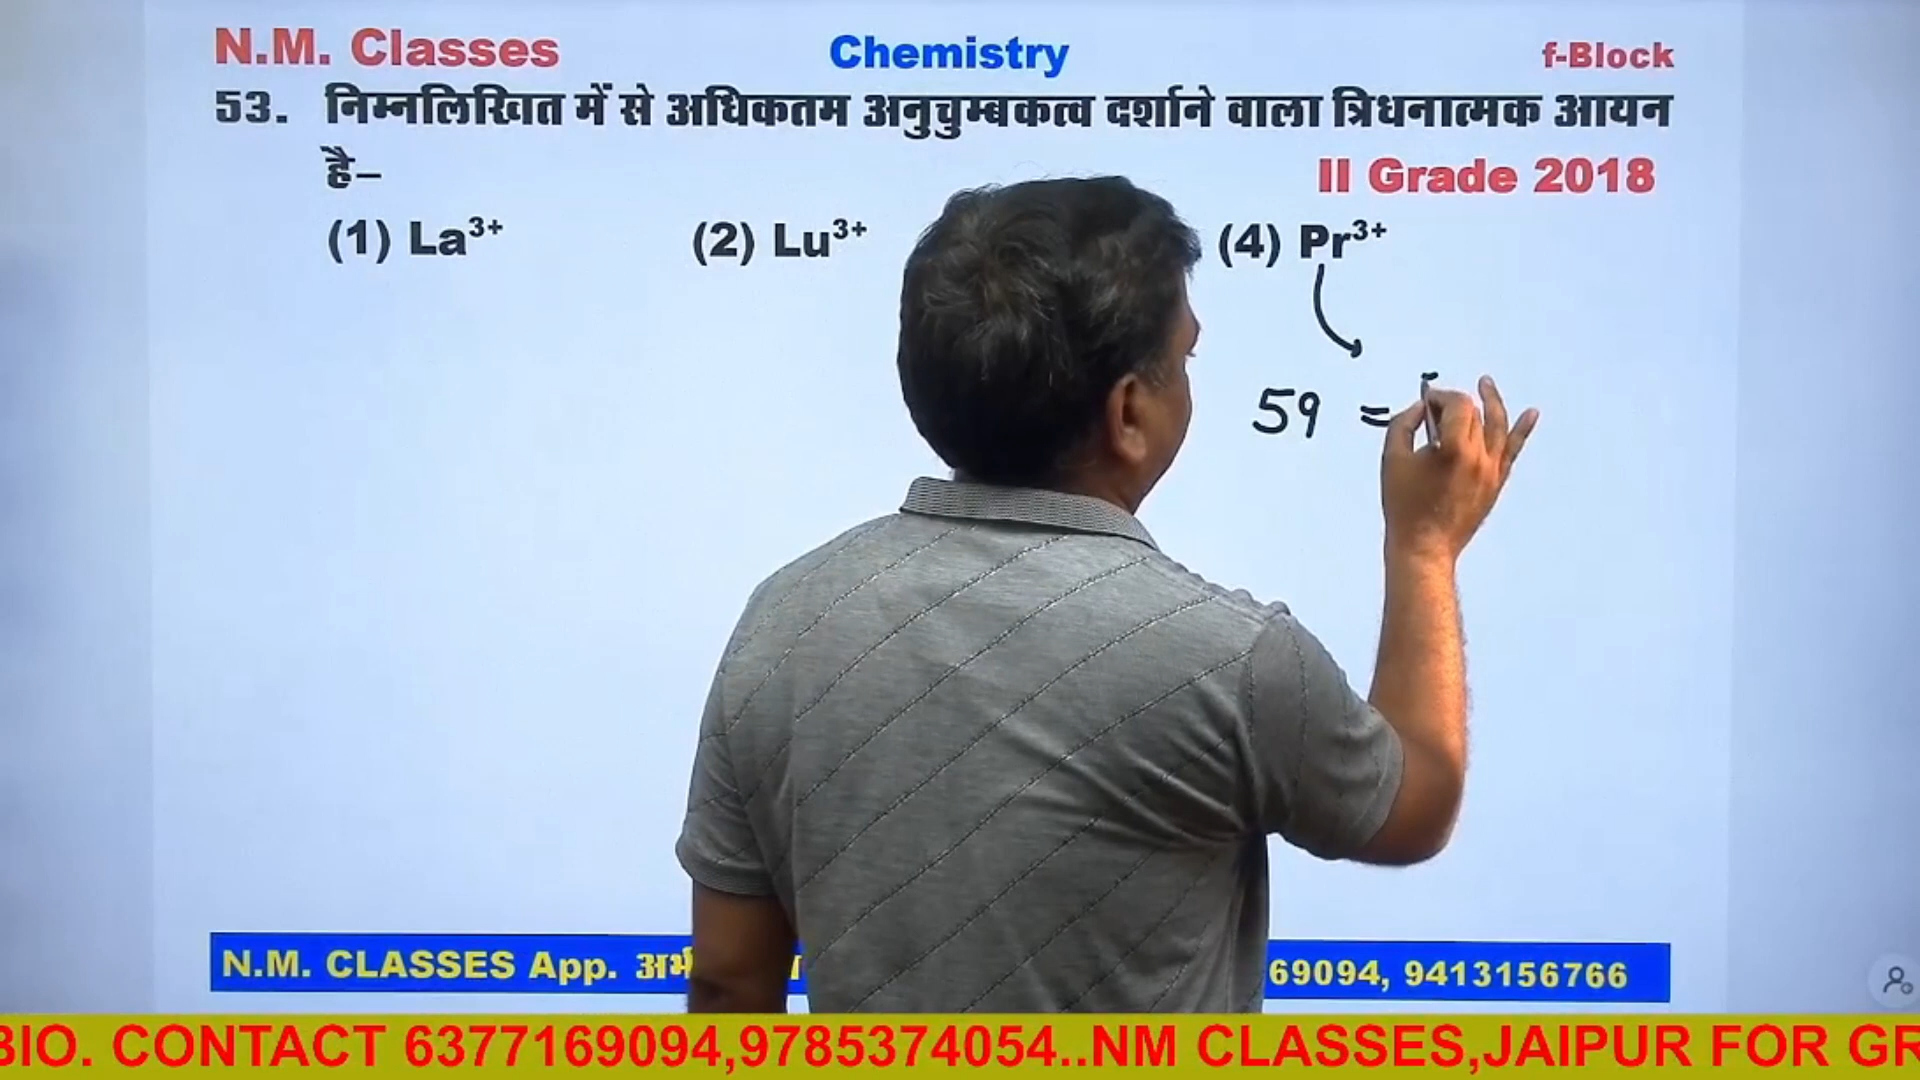 N.M. Classes Chemistry f-Block
53. निम्नलिखित में से अधिकतम अनुचुम्बकत्व दर्शाने वाला त्रिधनात्मक आयन
है–
II Grade 2018
(1) La³⁺ (2) Lu³⁺ (4) Pr³⁺
59 =
N.M. CLASSES App. 69094, 9413156766
BIO. CONTACT 6377169094,9785374054..NM CLASSES,JAIPUR FOR GR